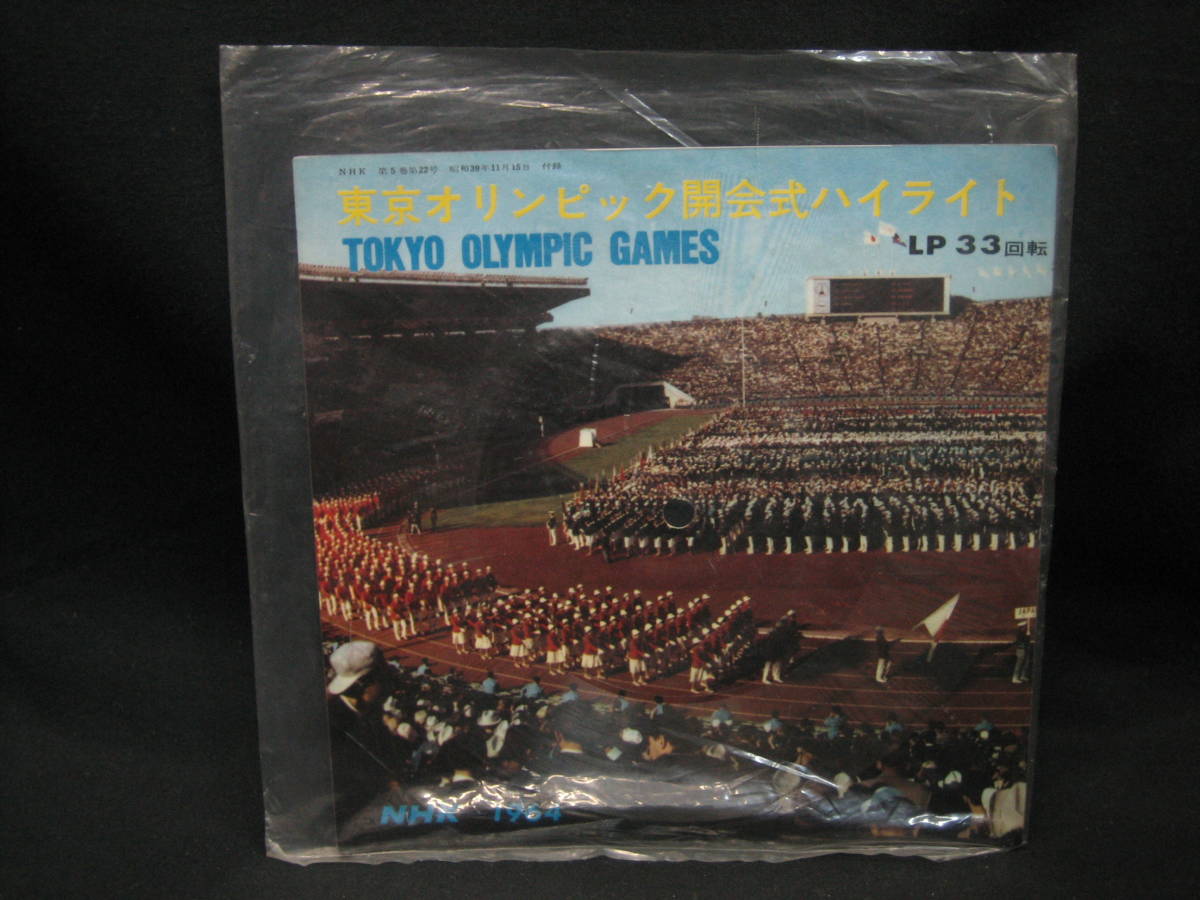 NHK 第5巻第22号 昭和39年11月15日 付録
東京オリンピック開会式ハイライト
TOKYO OLYMPIC GAMES
LP 33回転
NHK 1964